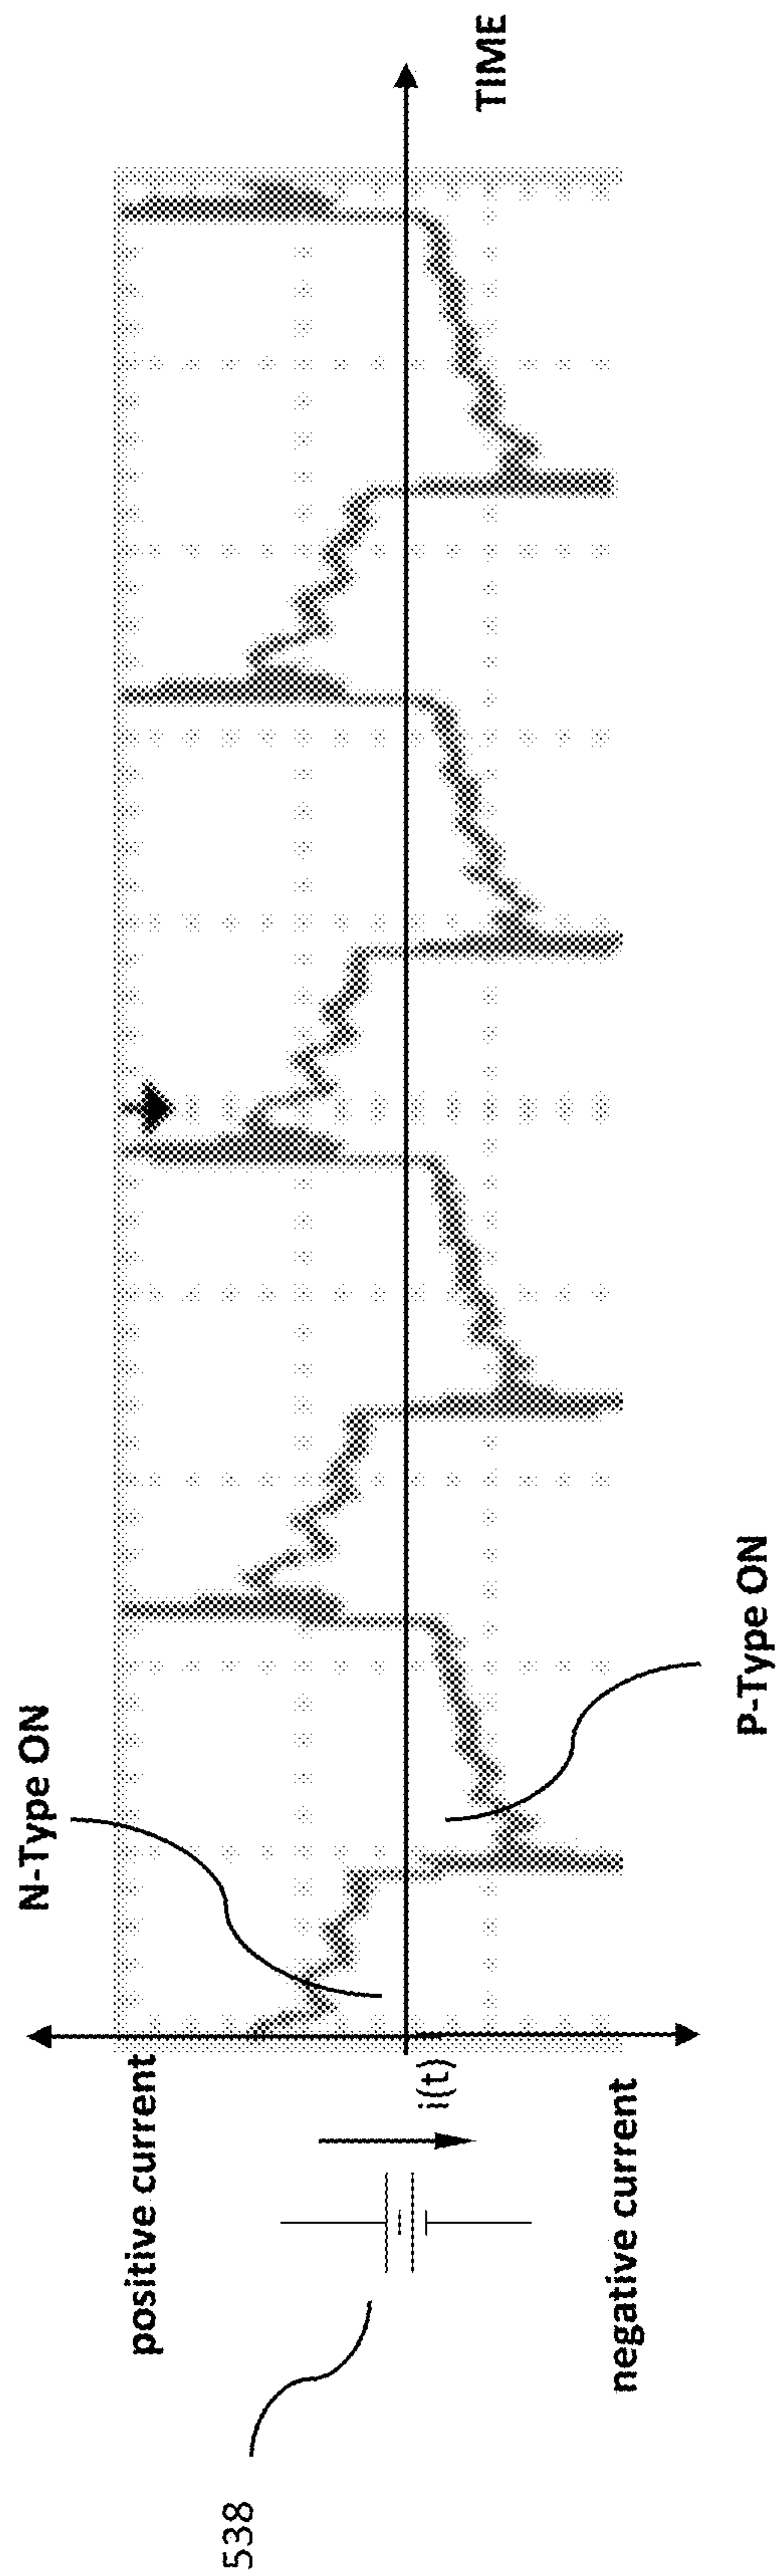 N-Type ON
positive current
538
i(t)
TIME
negative current
P-Type ON